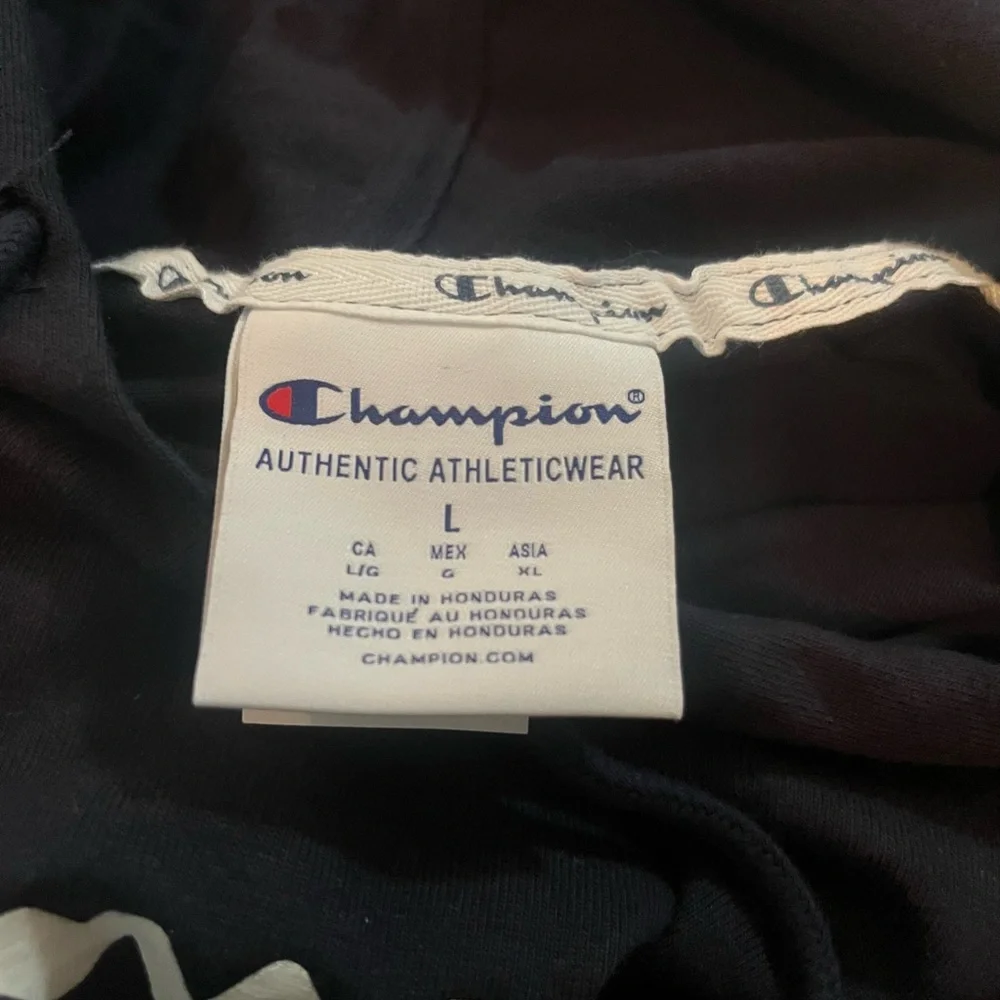 Champion Champion Champion
Champion®
AUTHENTIC ATHLETICWEAR
L
CA MEX ASIA
L/G G XL
MADE IN HONDURAS
FABRIQUÉ AU HONDURAS
HECHO EN HONDURAS
CHAMPION.COM